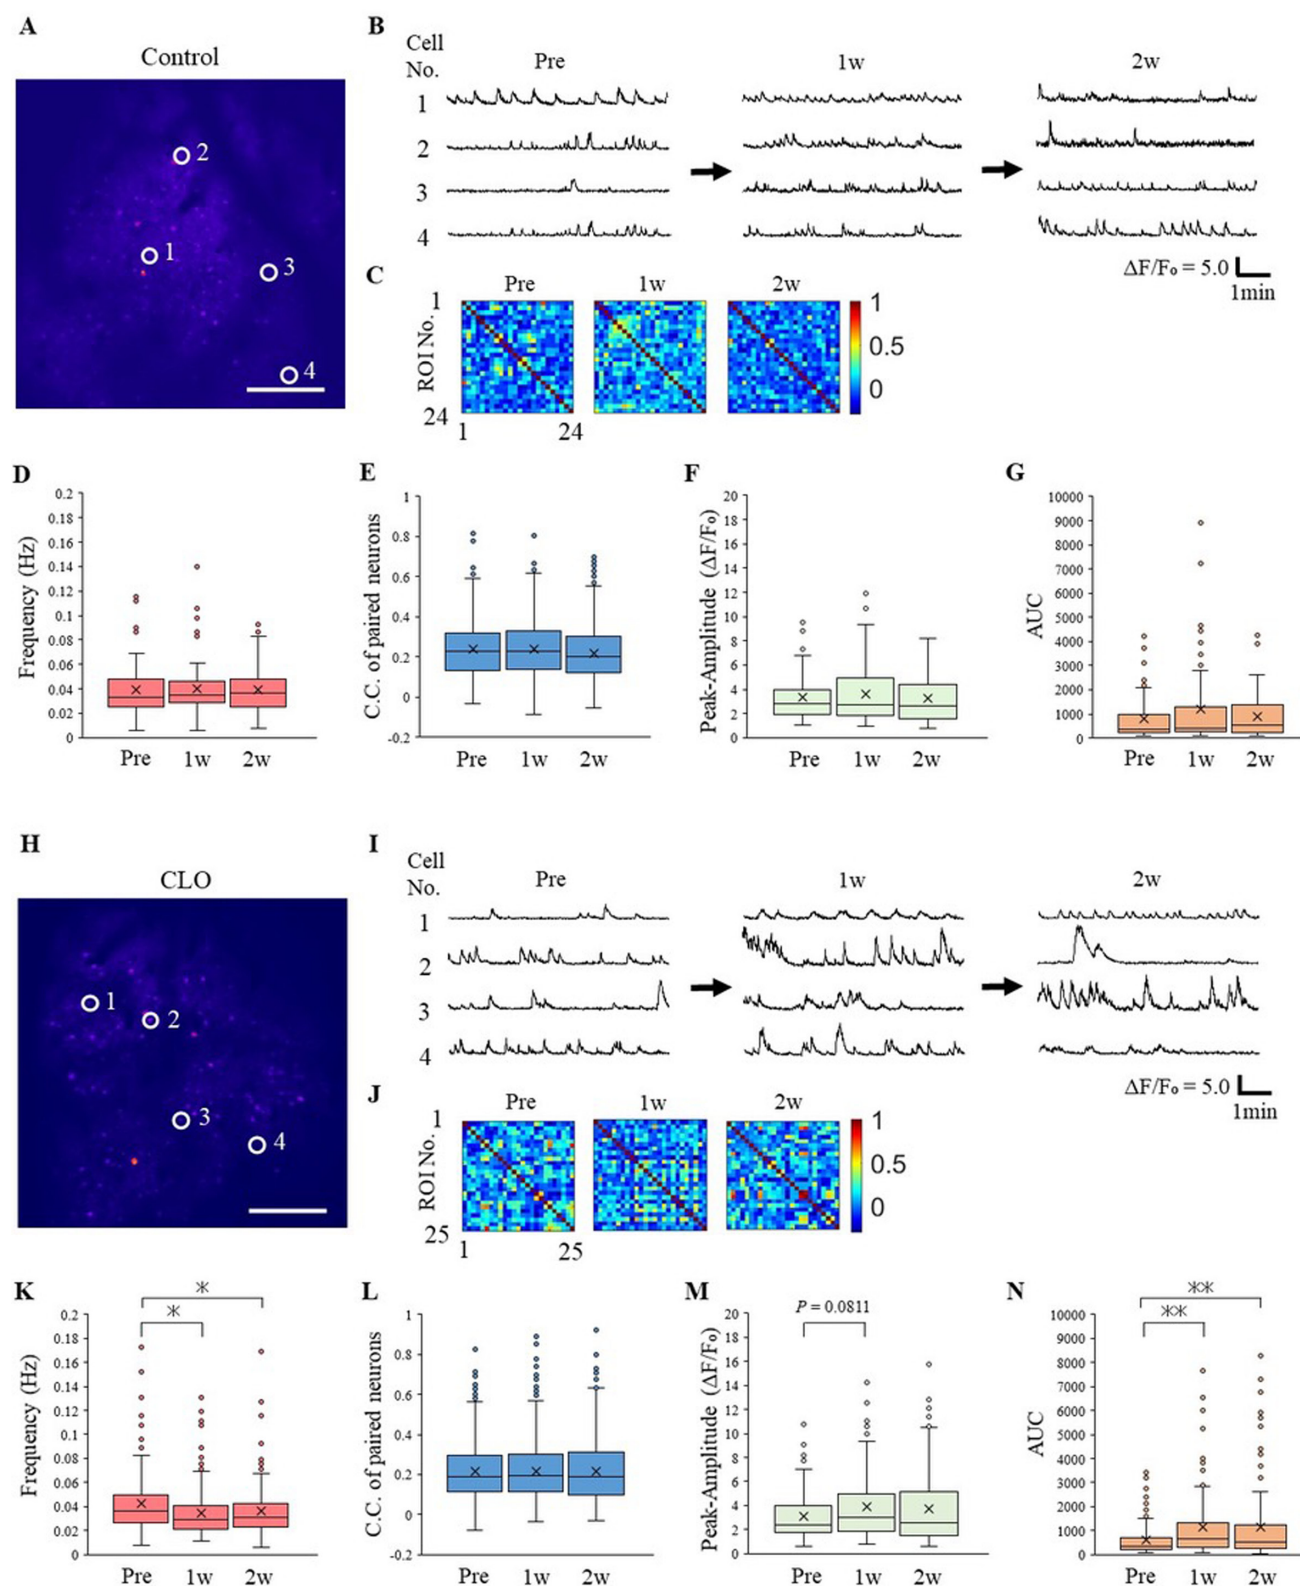 A
Control
1
2
3
4
B
Cell
No.
Pre
1w
2w
1
2
3
4
ΔF/F₀ = 5.0
1min
C
Pre
1w
2w
1
ROI No.
24
1
24
1
0.5
0
D
Frequency (Hz)
0.2
0.18
0.16
0.14
0.12
0.1
0.08
0.06
0.04
0.02
0
Pre
1w
2w
E
C.C. of paired neurons
1
0.8
0.6
0.4
0.2
0
-0.2
Pre
1w
2w
F
Peak-Amplitude (ΔF/F₀)
20
18
16
14
12
10
8
6
4
2
0
Pre
1w
2w
G
AUC
10000
9000
8000
7000
6000
5000
4000
3000
2000
1000
0
Pre
1w
2w
H
CLO
1
2
3
4
I
Cell
No.
Pre
1w
2w
1
2
3
4
ΔF/F₀ = 5.0
1min
J
Pre
1w
2w
1
ROI No.
25
1
25
1
0.5
0
K
Frequency (Hz)
0.2
0.18
0.16
0.14
0.12
0.1
0.08
0.06
0.04
0.02
0
*
*
Pre
1w
2w
L
C.C. of paired neurons
1
0.8
0.6
0.4
0.2
0
-0.2
Pre
1w
2w
M
Peak-Amplitude (ΔF/F₀)
20
18
16
14
12
10
8
6
4
2
0
P = 0.0811
Pre
1w
2w
N
AUC
10000
9000
8000
7000
6000
5000
4000
3000
2000
1000
0
**
**
Pre
1w
2w